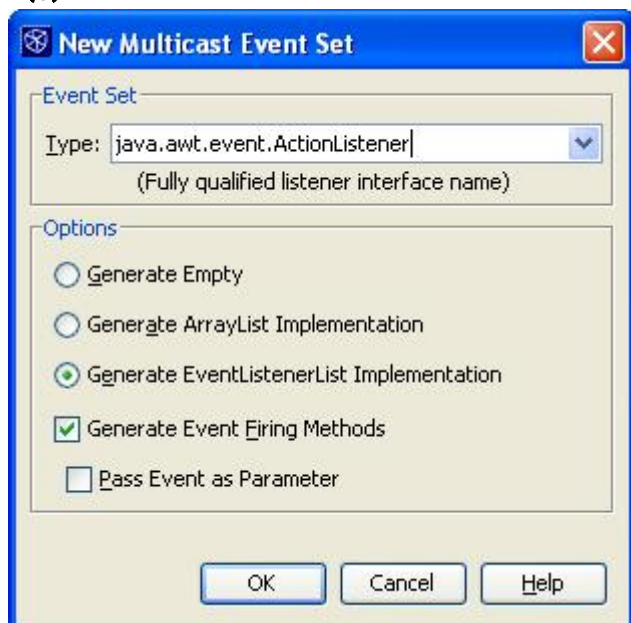 New Multicast Event Set
Event Set
Type: java.awt.event.ActionListener
(Fully qualified listener interface name)
Options
Generate Empty
Generate ArrayList Implementation
Generate EventListenerList Implementation
Generate Event Firing Methods
Pass Event as Parameter
OK Cancel Help